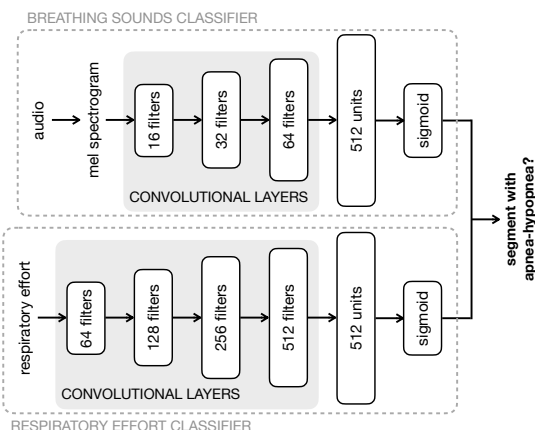 BREATHING SOUNDS CLASSIFIER
audio
mel spectrogram
16 filters
32 filters
64 filters
512 units
sigmoid
CONVOLUTIONAL LAYERS
segment with
apnea-hypopnea?
respiratory effort
64 filters
128 filters
256 filters
512 filters
512 units
sigmoid
CONVOLUTIONAL LAYERS
RESPIRATORY EFFORT CLASSIFIER